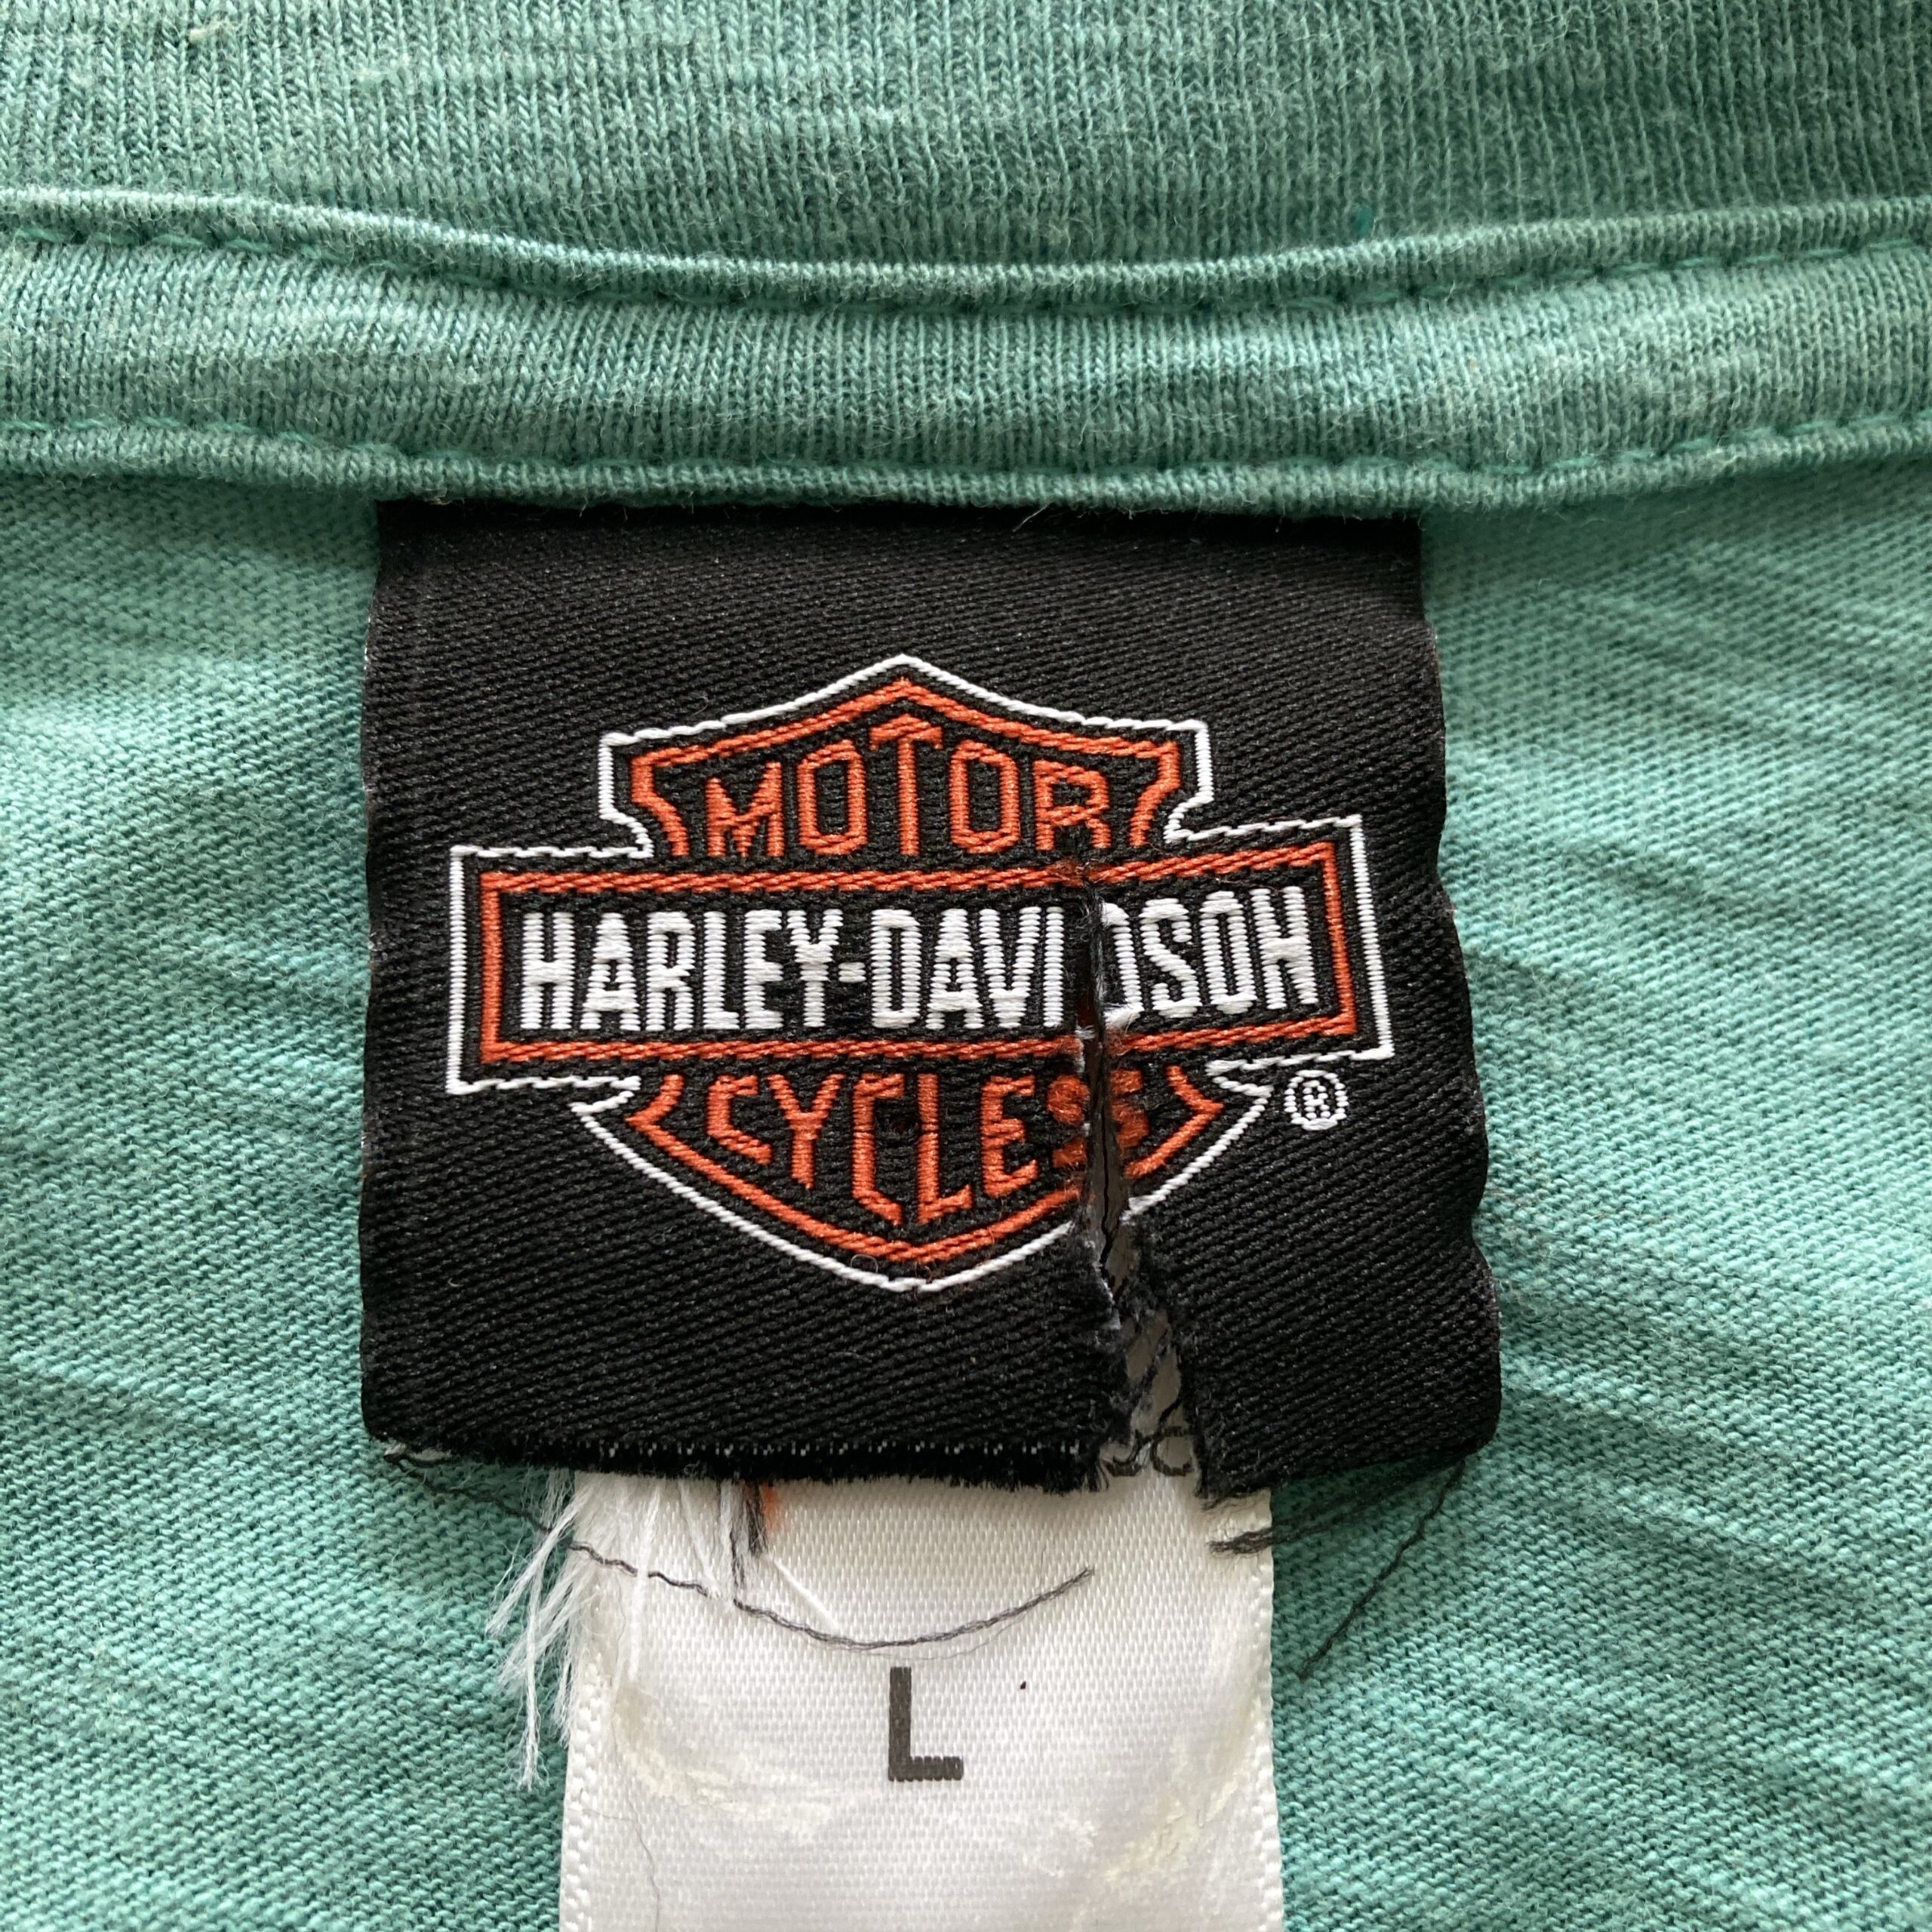 MOTOR
HARLEY-DAVIDSON
CYCLES ®
L